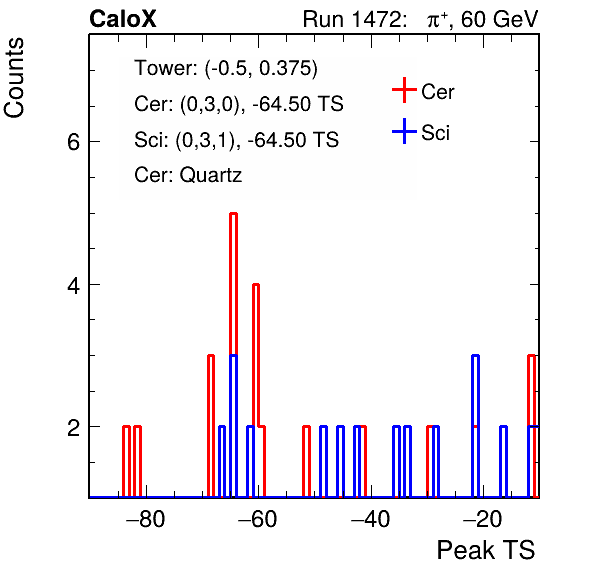 CaloX Run 1472: π⁺, 60 GeV
Counts
Tower: (-0.5, 0.375)
Cer: (0,3,0), -64.50 TS
Sci: (0,3,1), -64.50 TS
Cer: Quartz
Cer
Sci
6
4
2
−80 −60 −40 −20
Peak TS